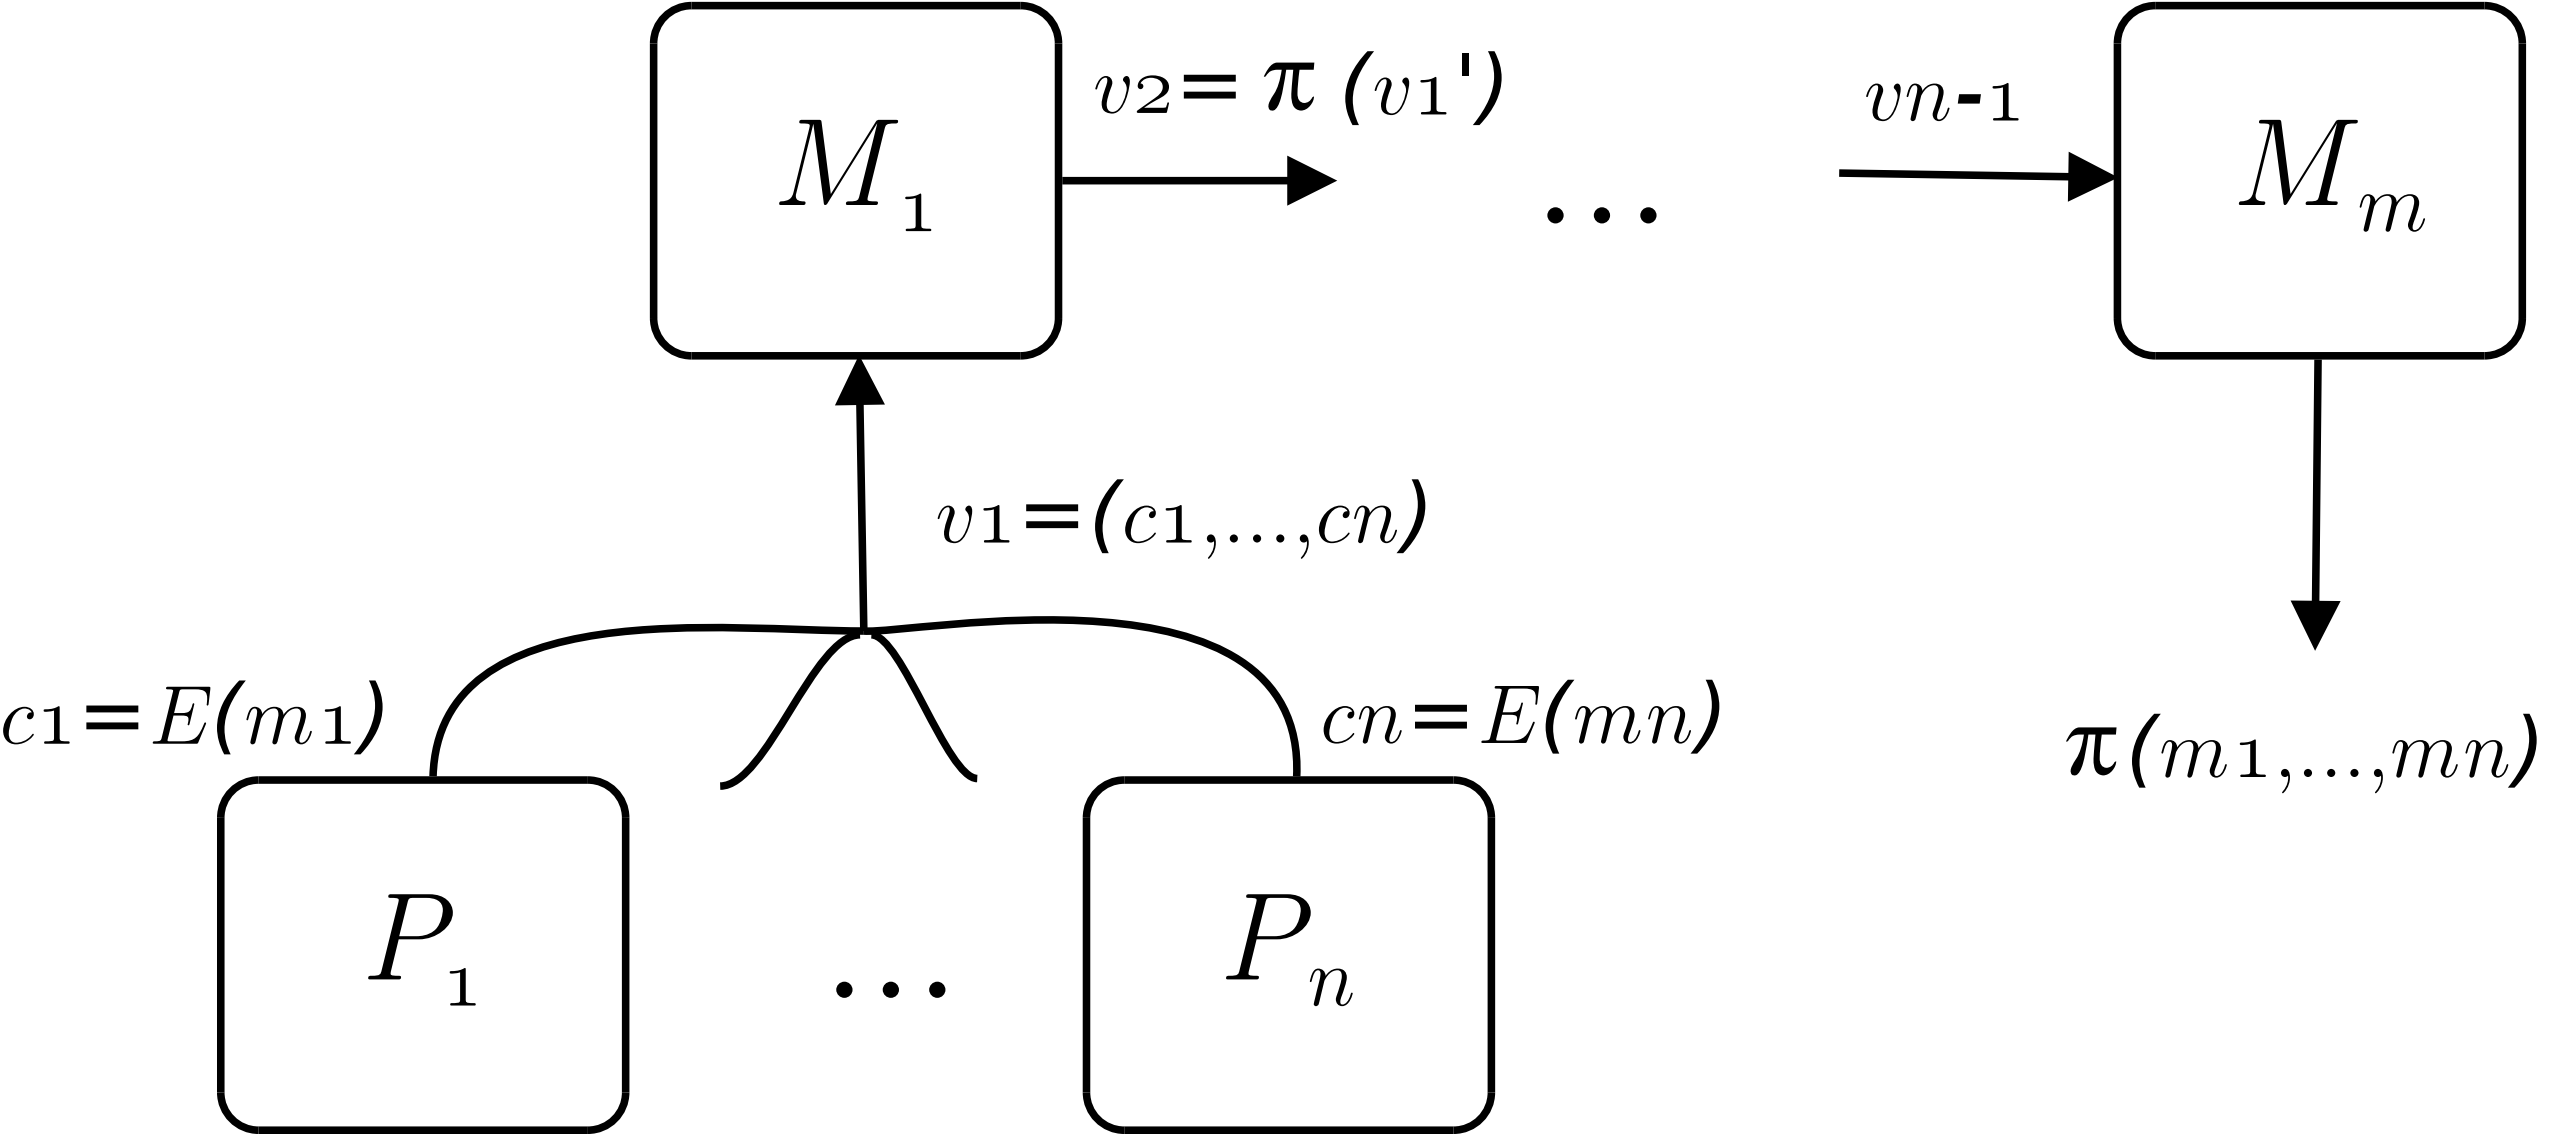 M1
v2=π(v1')
...
vn-1
Mm
v1=(c1,...,cn)
c1=E(m1)
cn=E(mn)
π(m1,...,mn)
P1
...
Pn